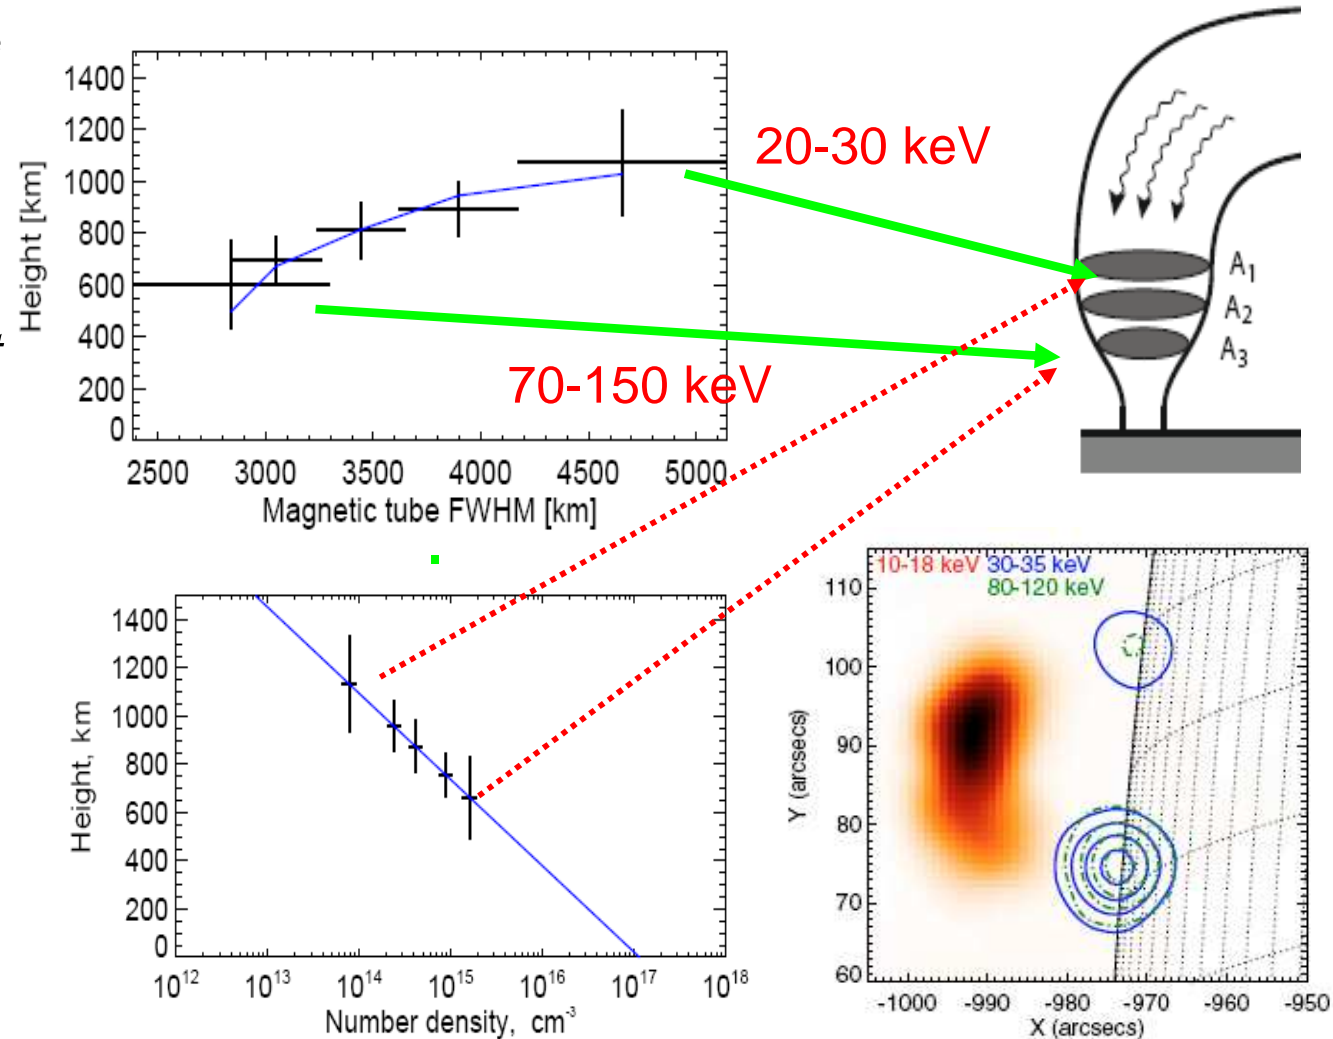 1400
1200
1000
800
600
400
200
0
Height [km]
2500 3000 3500 4000 4500 5000
Magnetic tube FWHM [km]
20-30 keV
70-150 keV
A1
A2
A3
1400
1200
1000
800
600
400
200
0
Height, km
10^12 10^13 10^14 10^15 10^16 10^17 10^18
Number density, cm^-3
10-18 keV 30-35 keV
80-120 keV
110
100
90
80
70
60
Y (arcsecs)
-1000 -990 -980 -970 -960 -950
X (arcsecs)